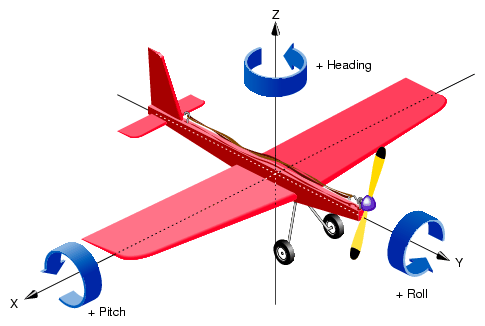 Z
+ Heading
Y
+ Roll
X
+ Pitch